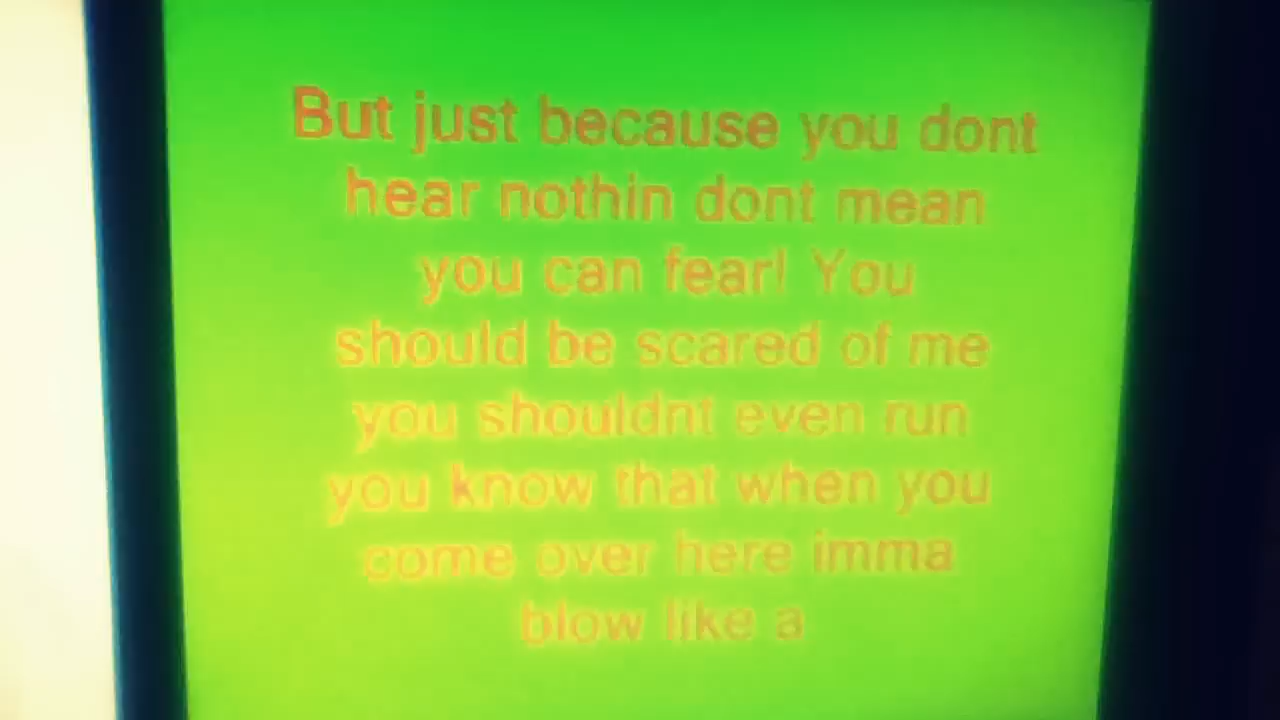 But just because you dont
hear nothin dont mean
you can fear! You
should be scared of me
you shouldnt even run
you know that when you
come over here imma
blow like a